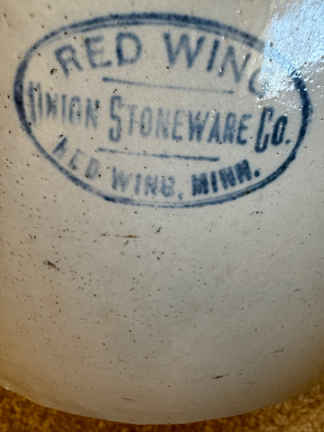 RED WING
UNION STONEWARE CO.
RED WING, MINN.